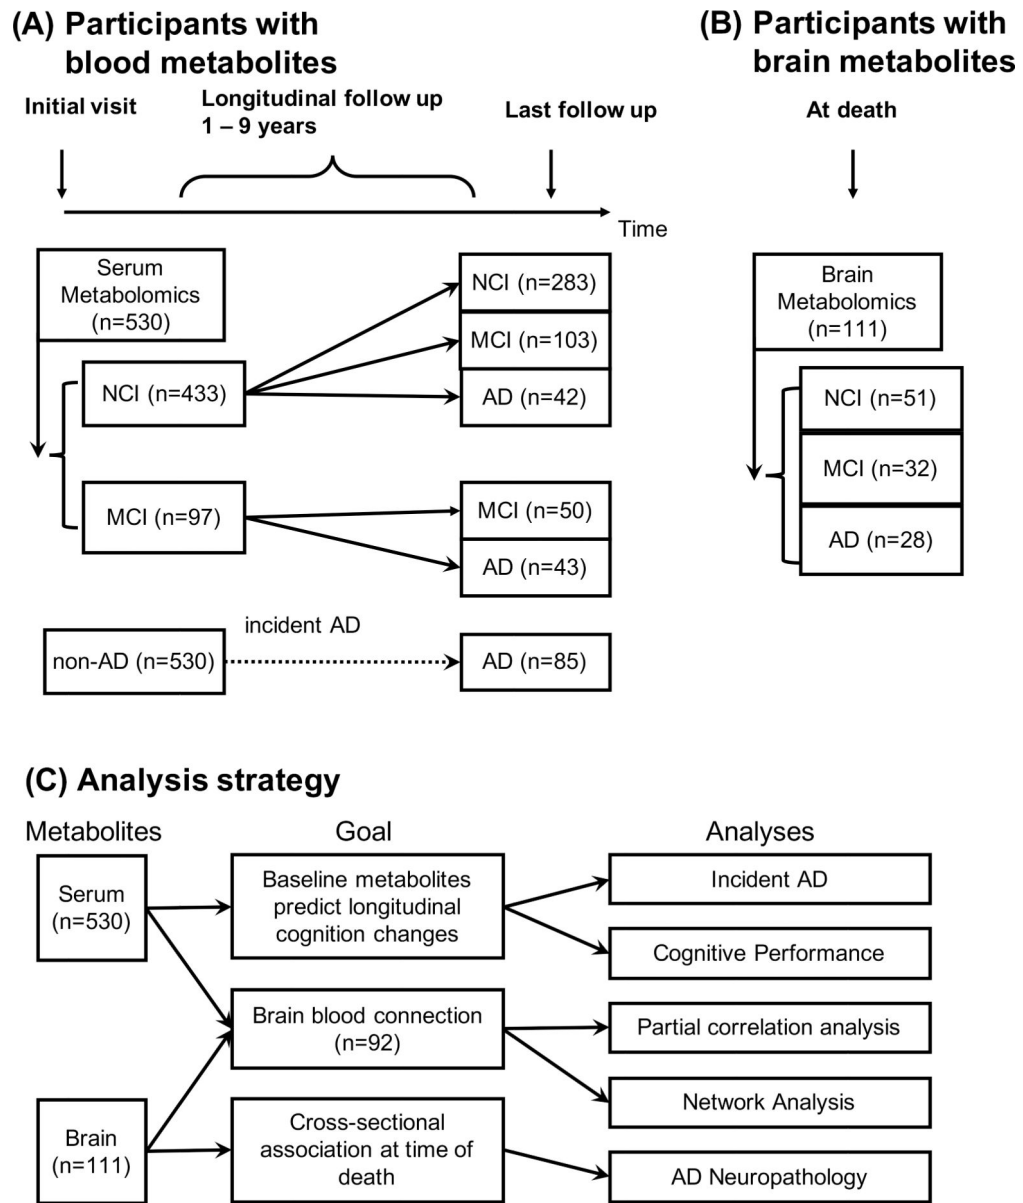 (A) Participants with
blood metabolites
Initial visit
Longitudinal follow up
1 – 9 years
Last follow up
Time
Serum
Metabolomics
(n=530)
NCI (n=433)
MCI (n=97)
NCI (n=283)
MCI (n=103)
AD (n=42)
MCI (n=50)
AD (n=43)
non-AD (n=530)
incident AD
AD (n=85)
(B) Participants with
brain metabolites
At death
Brain
Metabolomics
(n=111)
NCI (n=51)
MCI (n=32)
AD (n=28)
(C) Analysis strategy
Metabolites
Goal
Analyses
Serum
(n=530)
Brain
(n=111)
Baseline metabolites
predict longitudinal
cognition changes
Brain blood connection
(n=92)
Cross-sectional
association at time of
death
Incident AD
Cognitive Performance
Partial correlation analysis
Network Analysis
AD Neuropathology